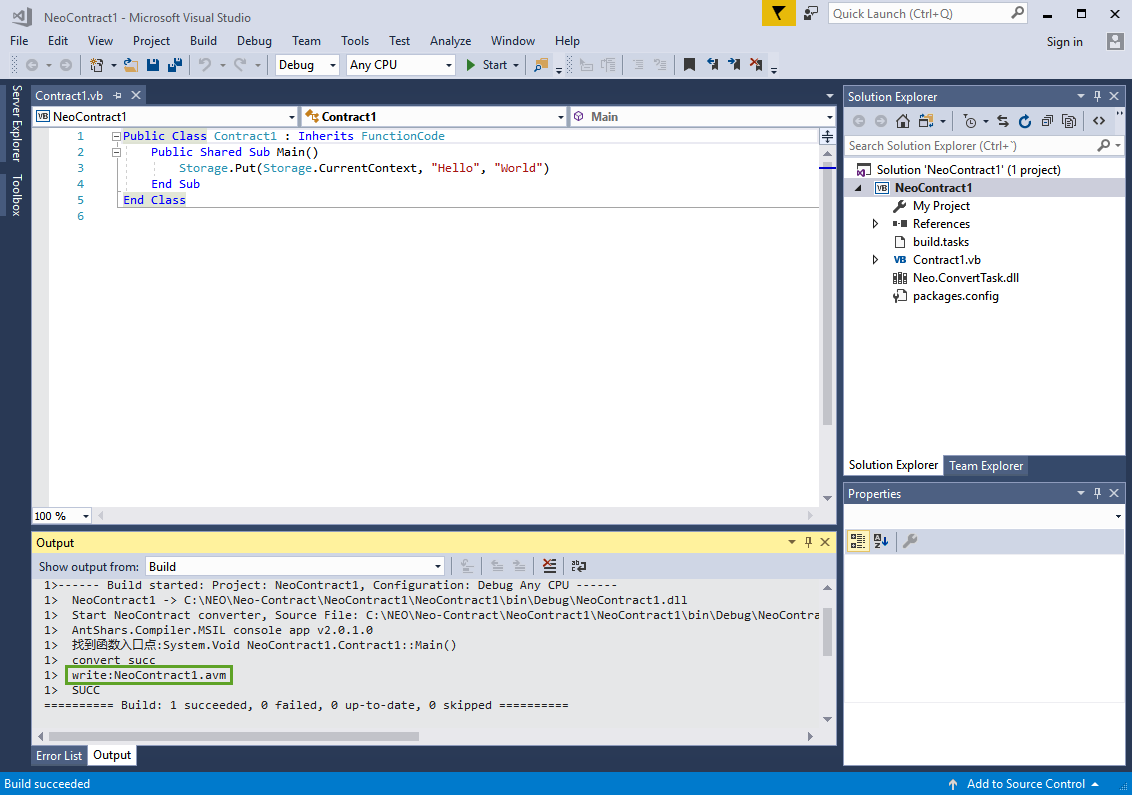 NeoContract1 - Microsoft Visual Studio
Quick Launch (Ctrl+Q)
File Edit View Project Build Debug Team Tools Test Analyze Window Help
Sign in
Debug Any CPU Start
Server Explorer
Toolbox
Contract1.vb
VB NeoContract1 Contract1 Main
1 Public Class Contract1 : Inherits FunctionCode
2 Public Shared Sub Main()
3 Storage.Put(Storage.CurrentContext, "Hello", "World")
4 End Sub
5 End Class
6
100 %
Output
Show output from: Build
1>------ Build started: Project: NeoContract1, Configuration: Debug Any CPU ------
1> NeoContract1 -> C:\NEO\Neo-Contract\NeoContract1\NeoContract1\bin\Debug\NeoContract1.dll
1> Start NeoContract converter, Source File: C:\NEO\Neo-Contract\NeoContract1\NeoContract1\bin\Debug\NeoContra
1> AntShars.Compiler.MSIL console app v2.0.1.0
1> 找到函数入口点:System.Void NeoContract1.Contract1::Main()
1> convert succ
1> write:NeoContract1.avm
1> SUCC
========== Build: 1 succeeded, 0 failed, 0 up-to-date, 0 skipped ==========
Error List Output
Solution Explorer
Search Solution Explorer (Ctrl+`)
Solution 'NeoContract1' (1 project)
VB NeoContract1
My Project
References
build.tasks
VB Contract1.vb
Neo.ConvertTask.dll
packages.config
Solution Explorer Team Explorer
Properties
Build succeeded
Add to Source Control